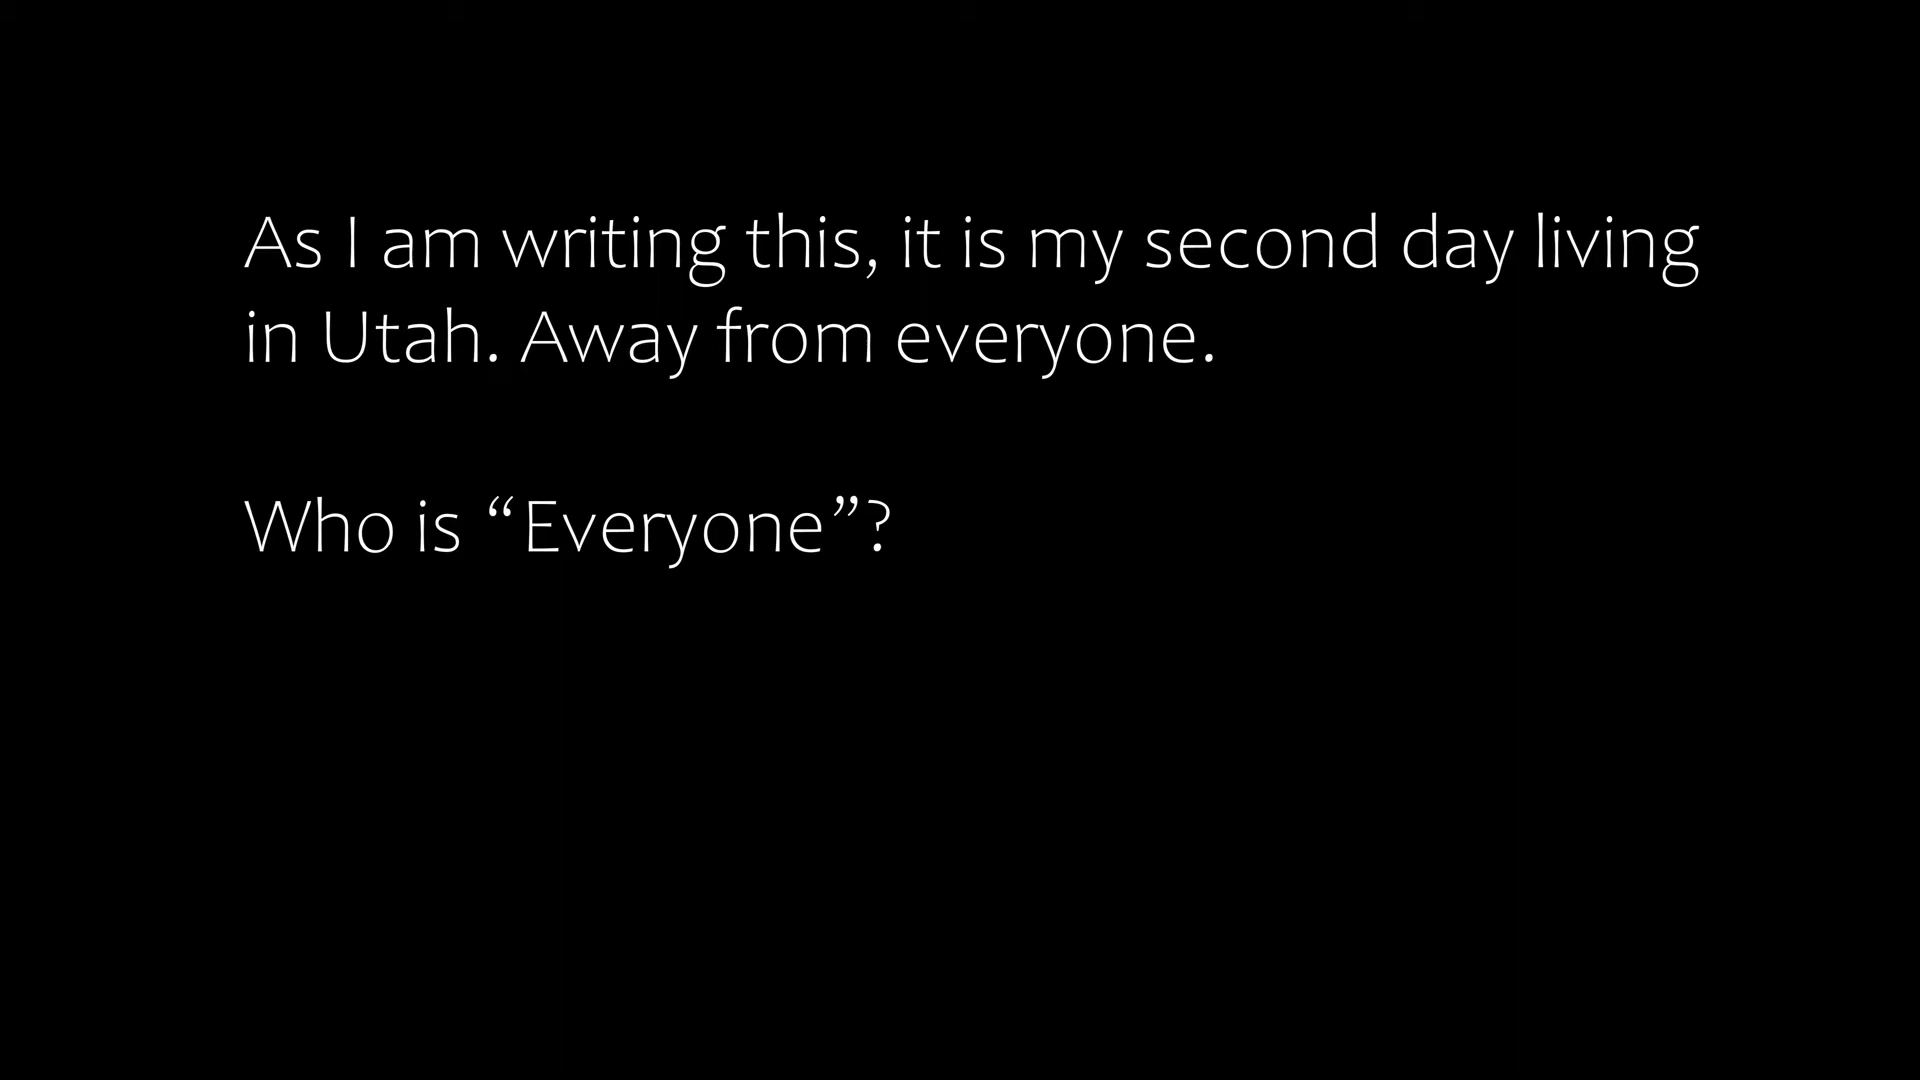 As I am writing this, it is my second day living
in Utah. Away from everyone.
Who is “Everyone”?